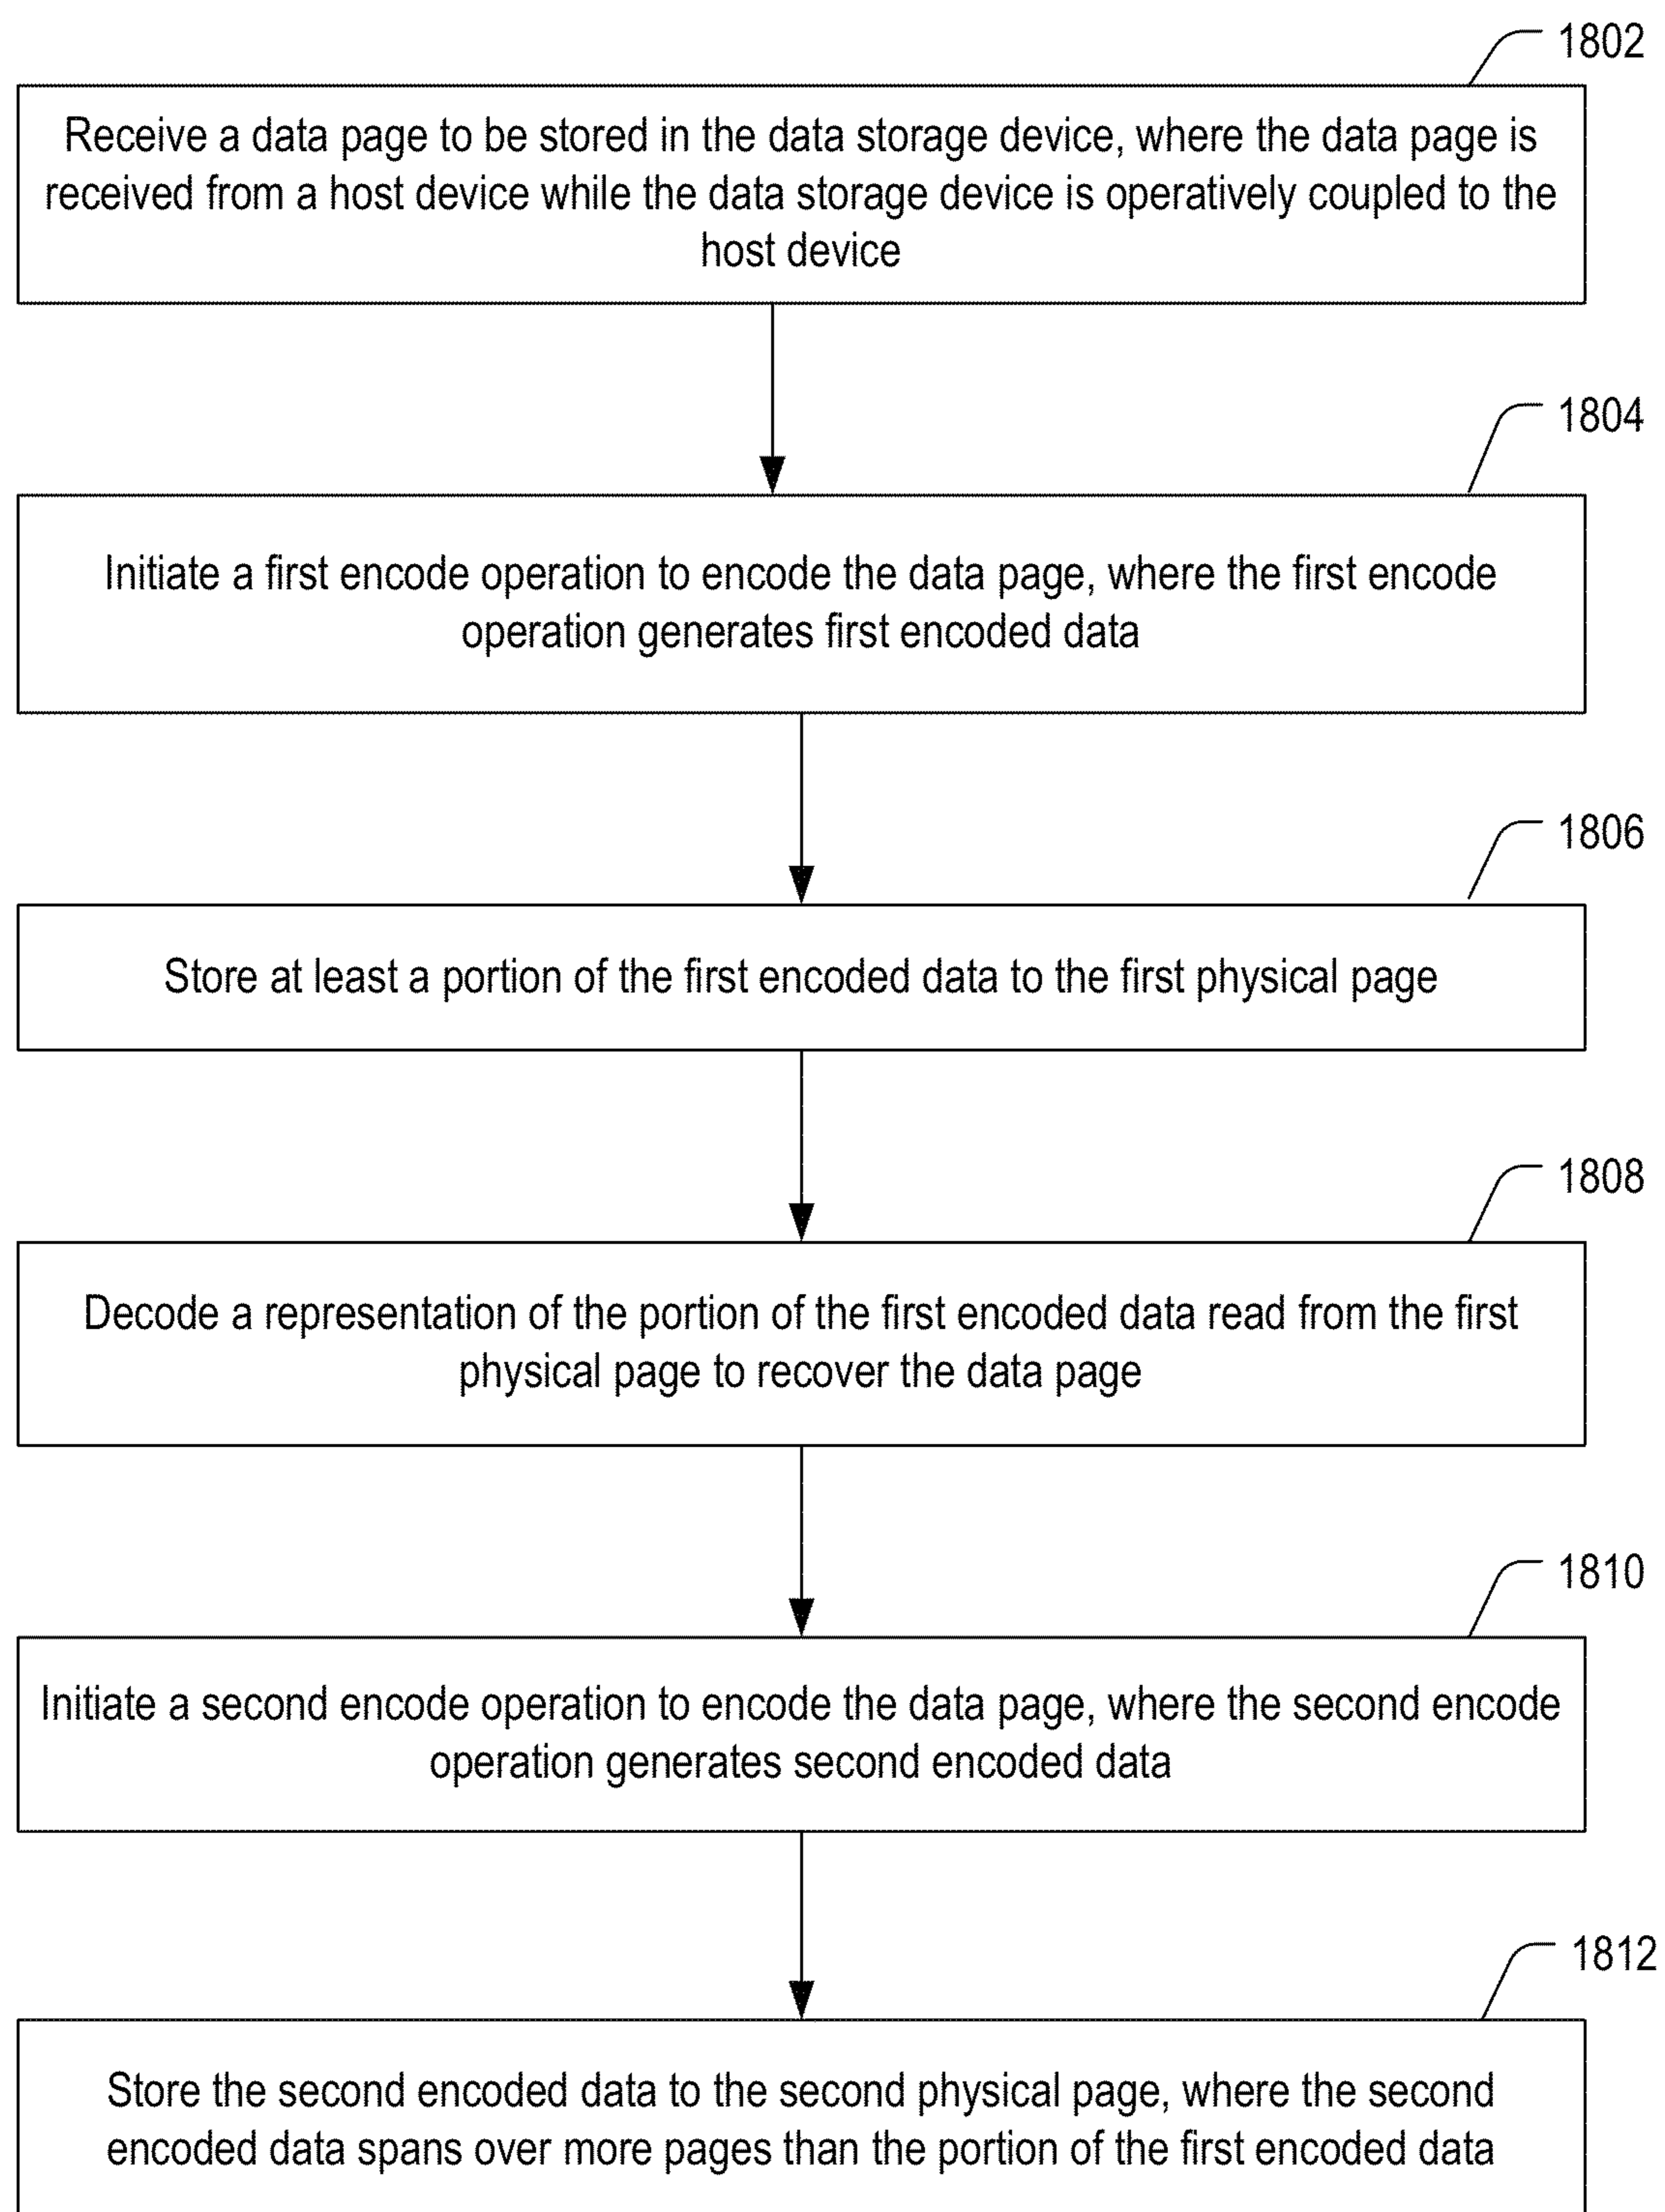 1802
Receive a data page to be stored in the data storage device, where the data page is
received from a host device while the data storage device is operatively coupled to the
host device
1804
Initiate a first encode operation to encode the data page, where the first encode
operation generates first encoded data
1806
Store at least a portion of the first encoded data to the first physical page
1808
Decode a representation of the portion of the first encoded data read from the first
physical page to recover the data page
1810
Initiate a second encode operation to encode the data page, where the second encode
operation generates second encoded data
1812
Store the second encoded data to the second physical page, where the second
encoded data spans over more pages than the portion of the first encoded data